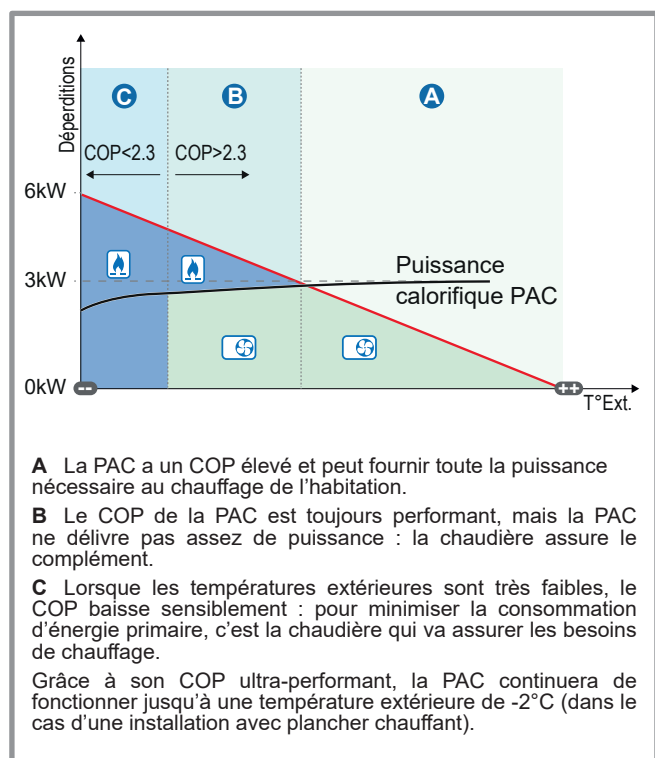 Déperditions
C
B
A
COP<2.3
COP>2.3
6kW
3kW
Puissance
calorifique PAC
0kW
--
++
T°Ext.
A La PAC a un COP élevé et peut fournir toute la puissance
nécessaire au chauffage de l'habitation.
B Le COP de la PAC est toujours performant, mais la PAC
ne délivre pas assez de puissance : la chaudière assure le
complément.
C Lorsque les températures extérieures sont très faibles, le
COP baisse sensiblement : pour minimiser la consommation
d'énergie primaire, c'est la chaudière qui va assurer les besoins
de chauffage.
Grâce à son COP ultra-performant, la PAC continuera de
fonctionner jusqu'à une température extérieure de -2°C (dans le
cas d'une installation avec plancher chauffant).